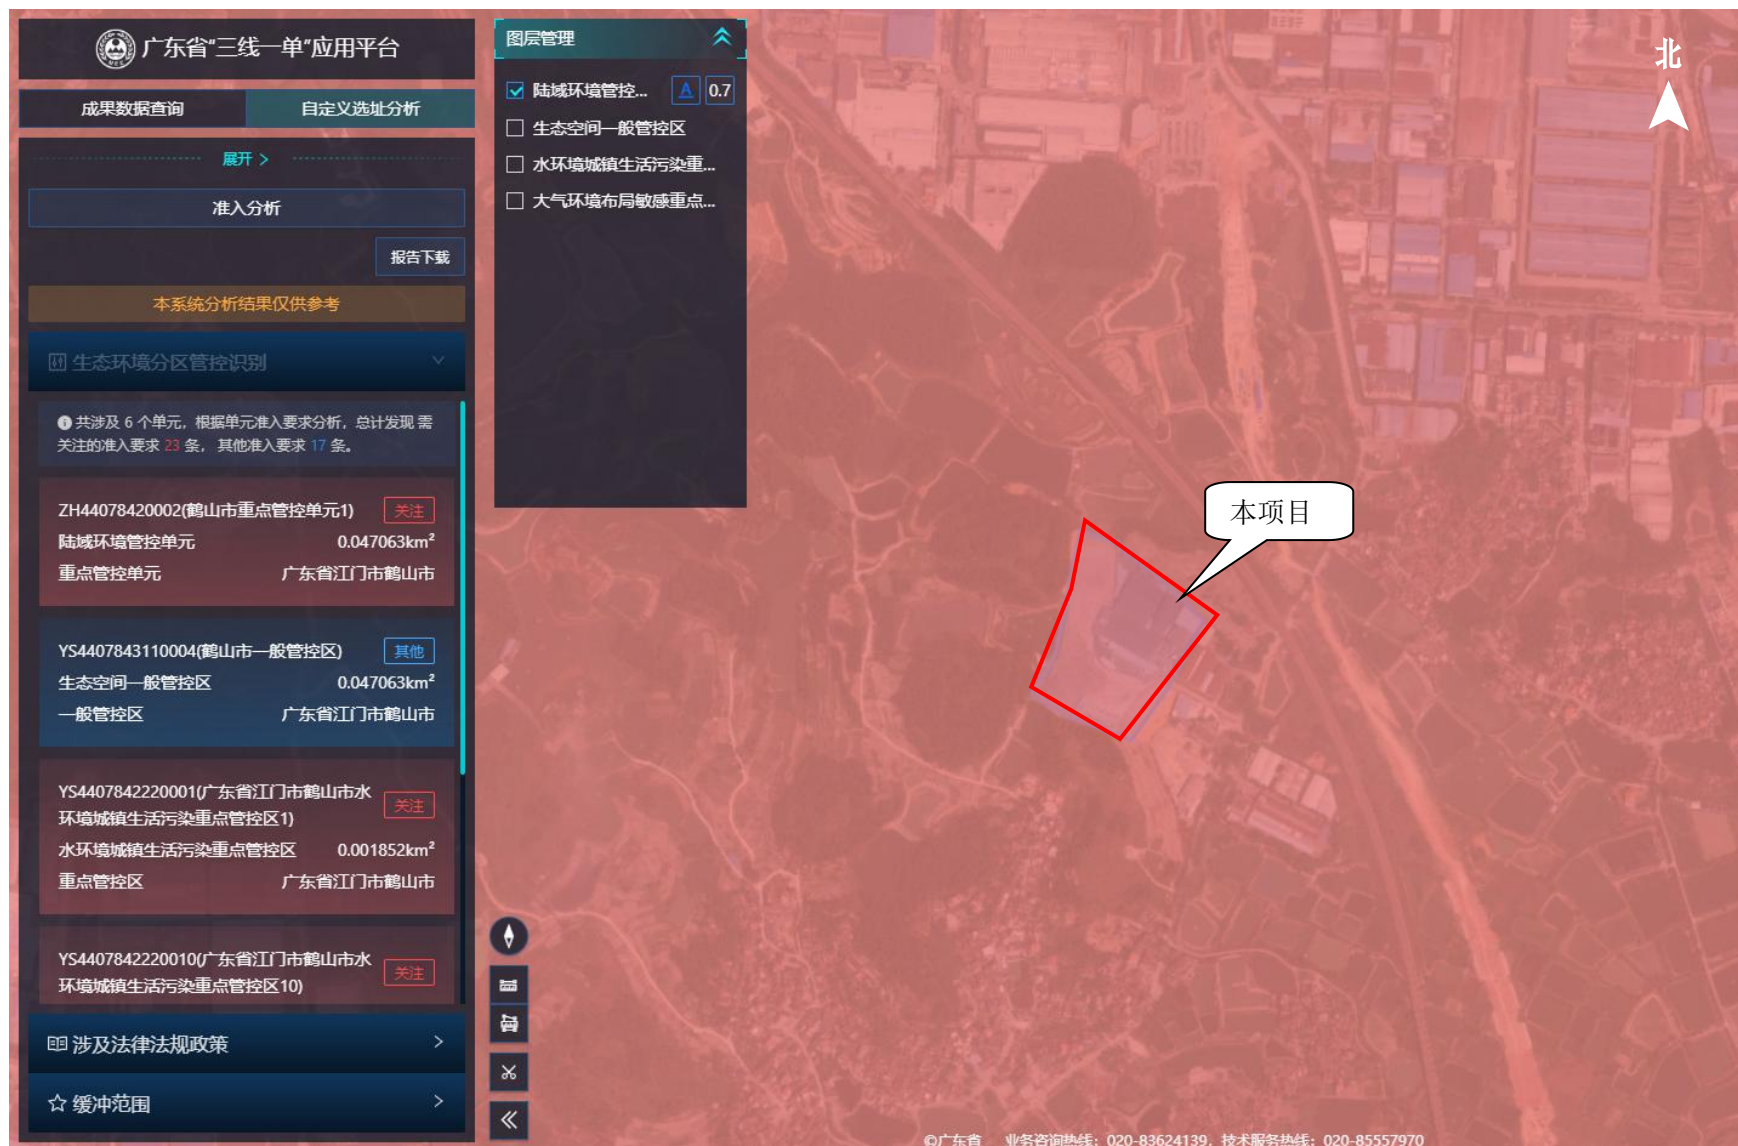 广东省“三线一单”应用平台
成果数据查询
自定义选址分析
展开 >
准入分析
报告下载
本系统分析结果仅供参考
生态环境分区管控识别
共涉及 6 个单元，根据单元准入要求分析，总计发现 需
关注的准入要求 23 条， 其他准入要求 17 条。
ZH44078420002(鹤山市重点管控单元1)
关注
陆域环境管控单元
0.047063km²
重点管控单元
广东省江门市鹤山市
YS4407843110004(鹤山市一般管控区)
其他
生态空间一般管控区
0.047063km²
一般管控区
广东省江门市鹤山市
YS4407842220001(广东省江门市鹤山市水
环境城镇生活污染重点管控区1)
关注
水环境城镇生活污染重点管控区
0.001852km²
重点管控区
广东省江门市鹤山市
YS4407842220010(广东省江门市鹤山市水
环境城镇生活污染重点管控区10)
关注
涉及法律法规政策
缓冲范围
图层管理
陆域环境管控...
A
0.7
生态空间一般管控区
水环境城镇生活污染重...
大气环境布局敏感重点...
北
本项目
©广东省 业务咨询热线：020-83624139，技术服务热线：020-85557970